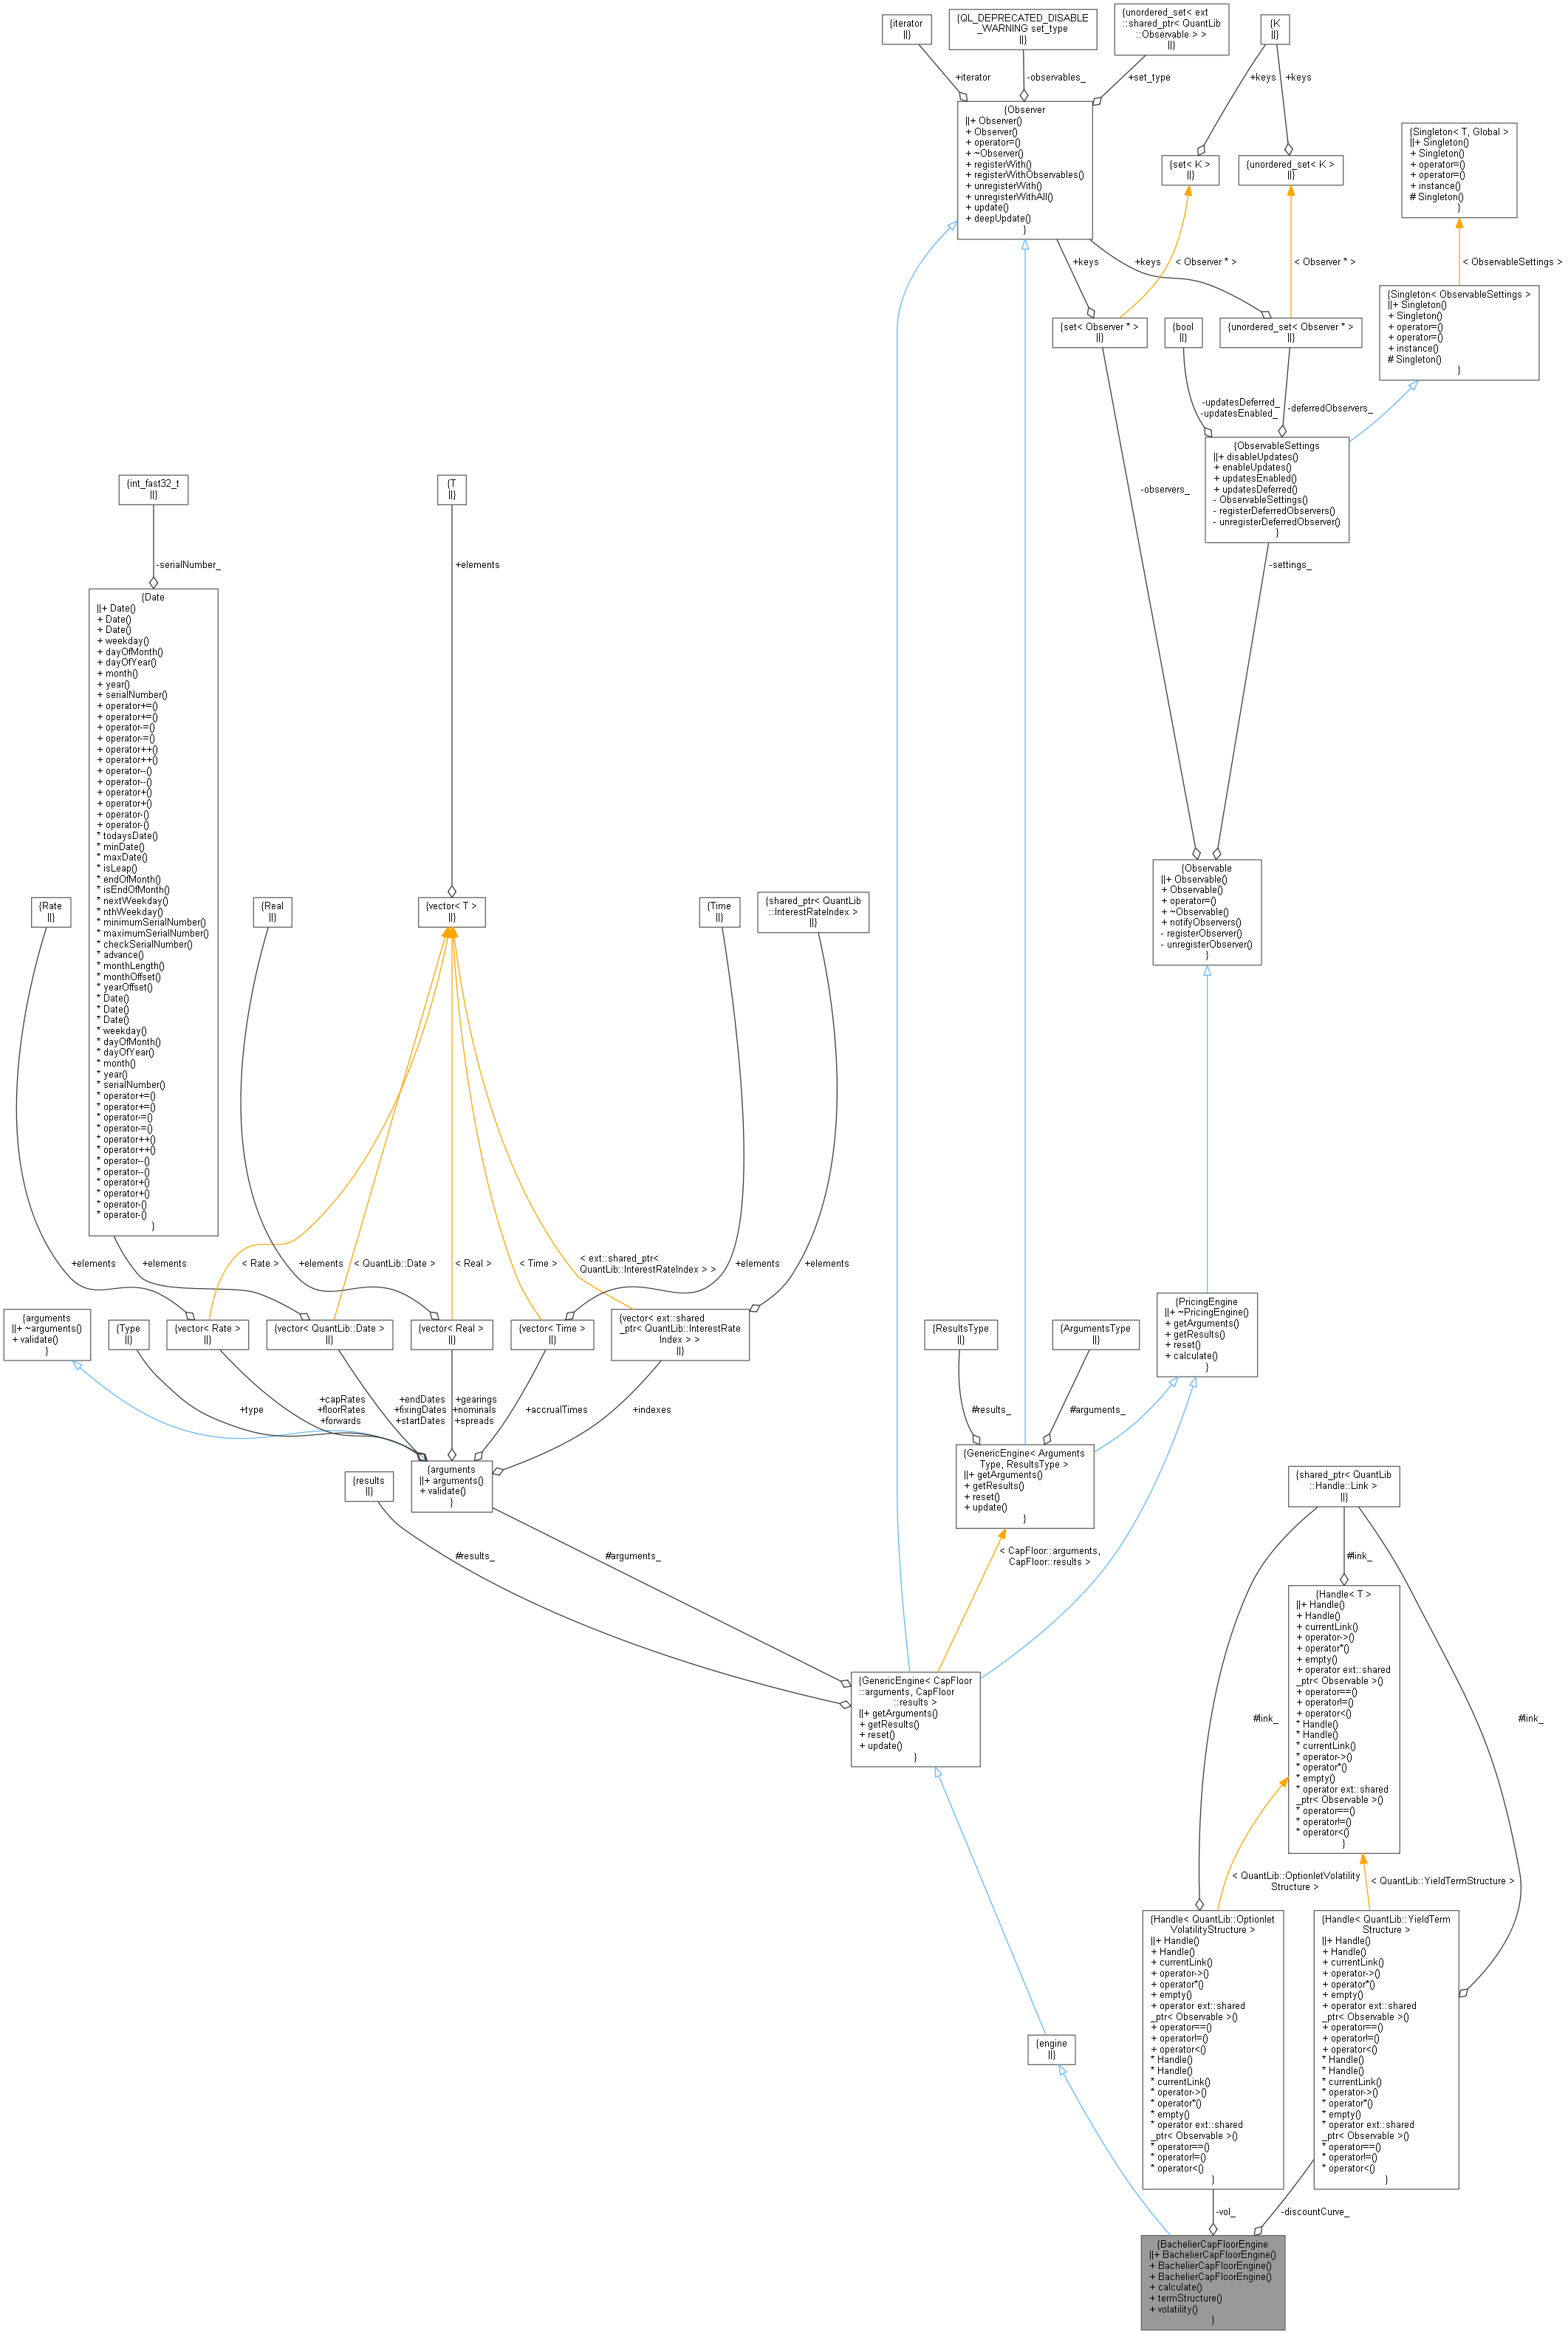 {iterator
||}
{QL_DEPRECATED_DISABLE
_WARNING set_type
||}
{unordered_set< ext
::shared_ptr< QuantLib
::Observable > >
||}
{K
||}
+iterator
-observables_
+set_type
+keys
+keys
{Observer
||+ Observer()
+ Observer()
+ operator=()
+ ~Observer()
+ registerWith()
+ registerWithObservables()
+ unregisterWith()
+ unregisterWithAll()
+ update()
+ deepUpdate()
}
{set< K >
||}
{unordered_set< K >
||}
{Singleton< T, Global >
||+ Singleton()
+ Singleton()
+ operator=()
+ operator=()
+ instance()
# Singleton()
}
+keys
+keys
< Observer * >
< Observer * >
< ObservableSettings >
{set< Observer * >
||}
{bool
||}
{unordered_set< Observer * >
||}
{Singleton< ObservableSettings >
||+ Singleton()
+ Singleton()
+ operator=()
+ operator=()
+ instance()
# Singleton()
}
-updatesDeferred_
-updatesEnabled_
-deferredObservers_
{ObservableSettings
||+ disableUpdates()
+ enableUpdates()
+ updatesEnabled()
+ updatesDeferred()
- ObservableSettings()
- registerDeferredObservers()
- unregisterDeferredObserver()
}
-observers_
-settings_
{int_fast32_t
||}
{T
||}
-serialNumber_
+elements
{Date
||+ Date()
+ Date()
+ Date()
+ weekday()
+ dayOfMonth()
+ dayOfYear()
+ month()
+ year()
+ serialNumber()
+ operator+=()
+ operator+=()
+ operator-=()
+ operator-=()
+ operator++()
+ operator++()
+ operator--()
+ operator--()
+ operator+()
+ operator+()
+ operator-()
+ operator-()
* todaysDate()
* minDate()
* maxDate()
* isLeap()
* endOfMonth()
* isEndOfMonth()
* nextWeekday()
* nthWeekday()
* minimumSerialNumber()
* maximumSerialNumber()
* checkSerialNumber()
* advance()
* monthLength()
* monthOffset()
* yearOffset()
* Date()
* Date()
* Date()
* weekday()
* dayOfMonth()
* dayOfYear()
* month()
* year()
* serialNumber()
* operator+=()
* operator+=()
* operator-=()
* operator-=()
* operator++()
* operator++()
* operator--()
* operator--()
* operator+()
* operator+()
* operator-()
* operator-()
}
{Rate
||}
{Real
||}
{vector< T >
||}
{Time
||}
{shared_ptr< QuantLib
::InterestRateIndex >
||}
{Observable
||+ Observable()
+ Observable()
+ operator=()
+ ~Observable()
+ notifyObservers()
- registerObserver()
- unregisterObserver()
}
+elements
+elements
< Rate >
+elements
< QuantLib::Date >
< Real >
< Time >
< ext::shared_ptr<
QuantLib::InterestRateIndex > >
+elements
+elements
{arguments
||+ ~arguments()
+ validate()
}
{Type
||}
{vector< Rate >
||}
{vector< QuantLib::Date >
||}
{vector< Real >
||}
{vector< Time >
||}
{vector< ext::shared
_ptr< QuantLib::InterestRate
Index > >
||}
{ResultsType
||}
{ArgumentsType
||}
{PricingEngine
||+ ~PricingEngine()
+ getArguments()
+ getResults()
+ reset()
+ calculate()
}
+type
+capRates
+floorRates
+forwards
+endDates
+fixingDates
+startDates
+gearings
+nominals
+spreads
+accrualTimes
+indexes
#results_
#arguments_
{results
||}
{arguments
||+ arguments()
+ validate()
}
{GenericEngine< Arguments
Type, ResultsType >
||+ getArguments()
+ getResults()
+ reset()
+ update()
}
{shared_ptr< QuantLib
::Handle::Link >
||}
#results_
#arguments_
< CapFloor::arguments,
CapFloor::results >
#link_
{Handle< T >
||+ Handle()
+ Handle()
+ currentLink()
+ operator->()
+ operator*()
+ empty()
+ operator ext::shared
_ptr< Observable >()
+ operator==()
+ operator!=()
+ operator<()
* Handle()
* Handle()
* currentLink()
* operator->()
* operator*()
* empty()
* operator ext::shared
_ptr< Observable >()
* operator==()
* operator!=()
* operator<()
}
{GenericEngine< CapFloor
::arguments, CapFloor
::results >
||+ getArguments()
+ getResults()
+ reset()
+ update()
}
#link_
#link_
< QuantLib::OptionletVolatility
Structure >
< QuantLib::YieldTermStructure >
{Handle< QuantLib::Optionlet
VolatilityStructure >
||+ Handle()
+ Handle()
+ currentLink()
+ operator->()
+ operator*()
+ empty()
+ operator ext::shared
_ptr< Observable >()
+ operator==()
+ operator!=()
+ operator<()
* Handle()
* Handle()
* currentLink()
* operator->()
* operator*()
* empty()
* operator ext::shared
_ptr< Observable >()
* operator==()
* operator!=()
* operator<()
}
{Handle< QuantLib::YieldTerm
Structure >
||+ Handle()
+ Handle()
+ currentLink()
+ operator->()
+ operator*()
+ empty()
+ operator ext::shared
_ptr< Observable >()
+ operator==()
+ operator!=()
+ operator<()
* Handle()
* Handle()
* currentLink()
* operator->()
* operator*()
* empty()
* operator ext::shared
_ptr< Observable >()
* operator==()
* operator!=()
* operator<()
}
{engine
||}
-vol_
-discountCurve_
{BachelierCapFloorEngine
||+ BachelierCapFloorEngine()
+ BachelierCapFloorEngine()
+ BachelierCapFloorEngine()
+ calculate()
+ termStructure()
+ volatility()
}